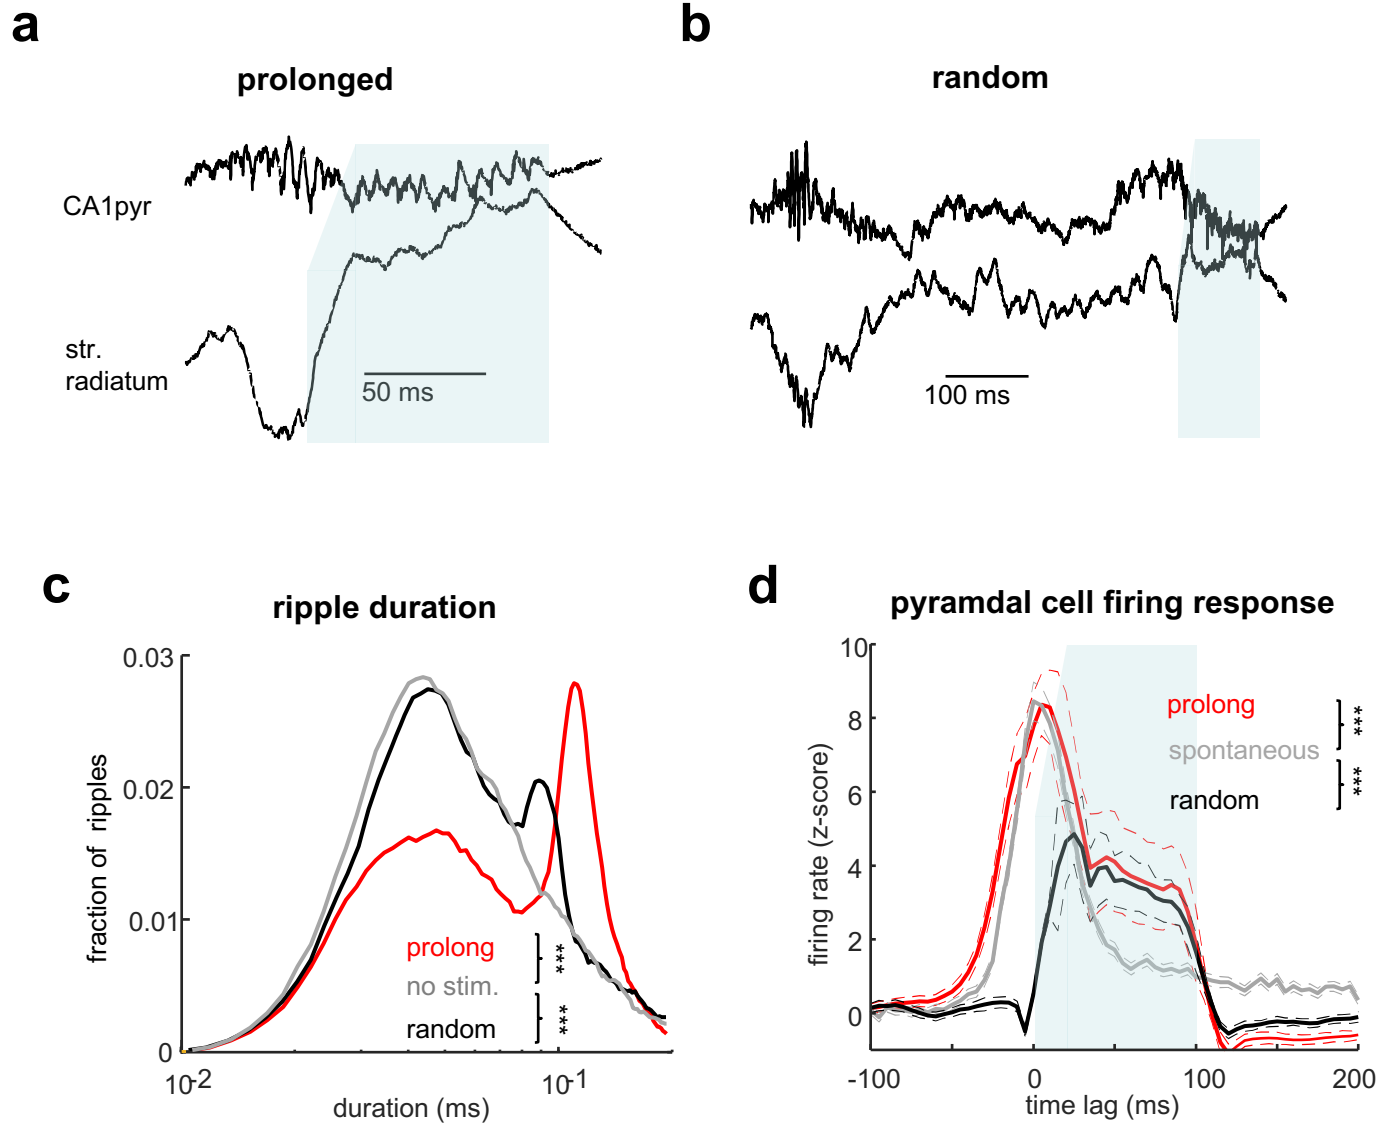 a
prolonged
CA1pyr
str.
radiatum
50 ms
b
random
100 ms
c
ripple duration
0.03
0.02
0.01
0
fraction of ripples
prolong
no stim.
random
***
***
10-2
10-1
duration (ms)
d
pyramdal cell firing response
10
8
6
4
2
0
firing rate (z-score)
prolong
spontaneous
random
***
***
-100
0
100
200
time lag (ms)